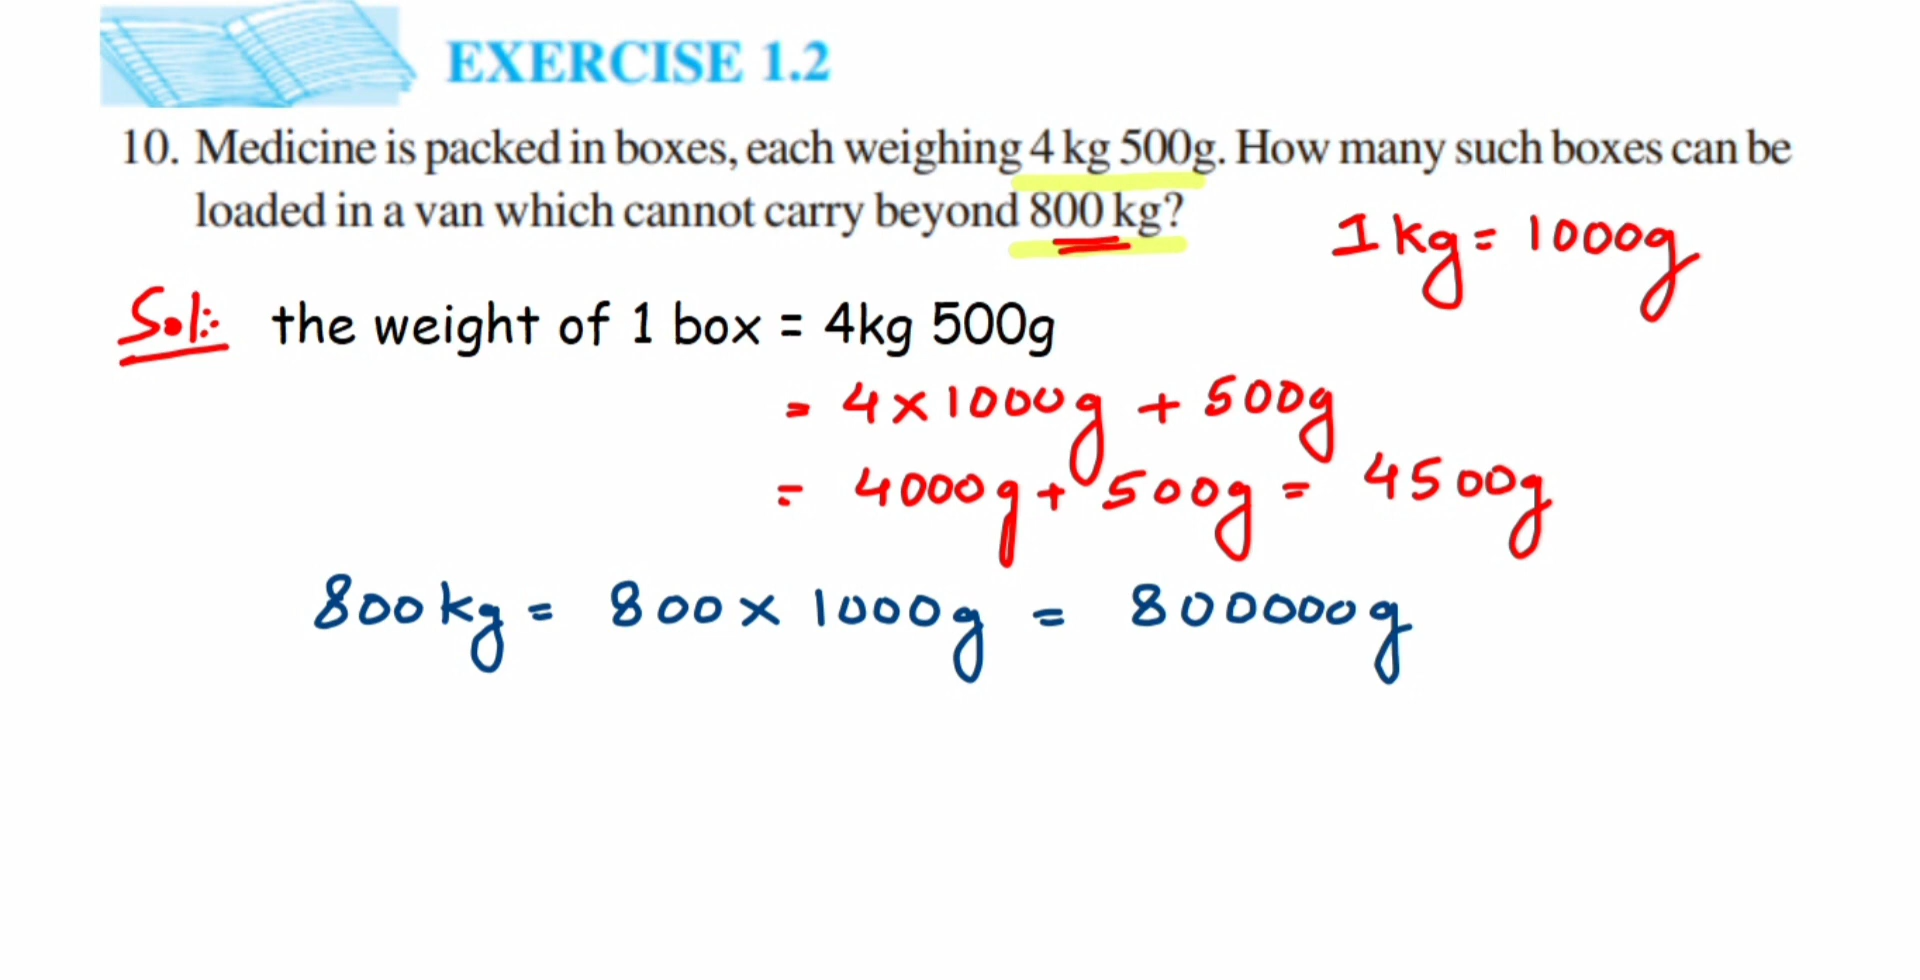 EXERCISE 1.2
10. Medicine is packed in boxes, each weighing 4 kg 500g. How many such boxes can be
loaded in a van which cannot carry beyond 800 kg?
1kg = 1000g
Sol:- the weight of 1 box = 4kg 500g
= 4 × 1000g + 500g
= 4000g + 500g = 4500g
800kg = 800 × 1000g = 800000g